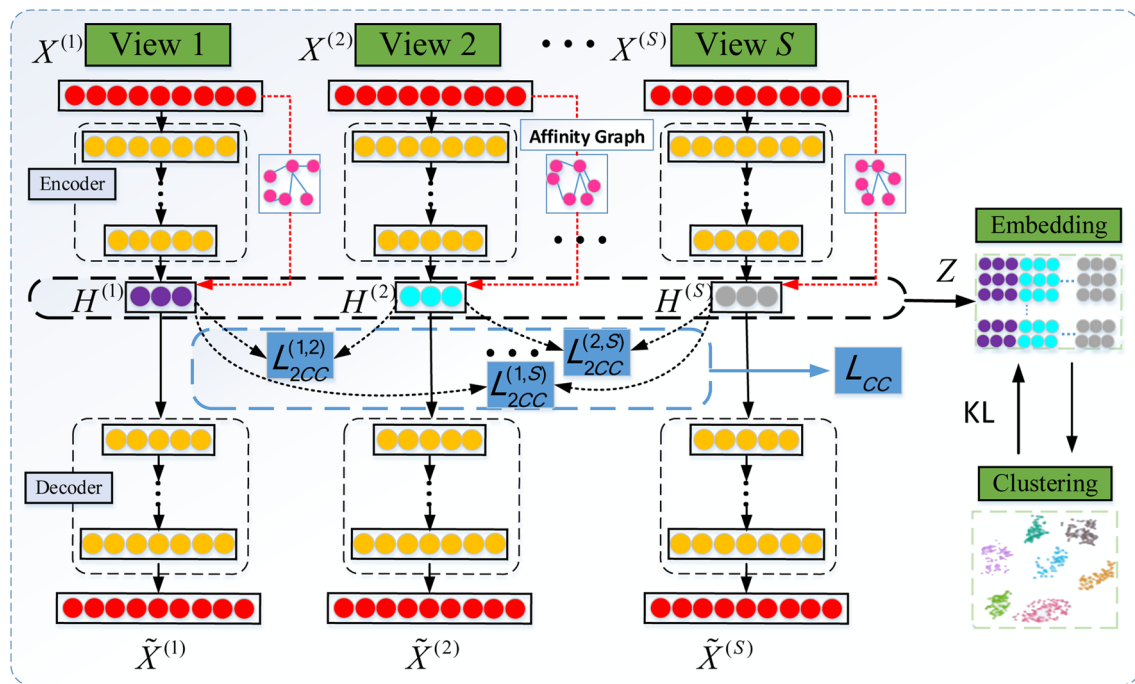 X^(1) View 1 X^(2) View 2 ... X^(S) View S
Affinity Graph
Encoder
Embedding
H^(1) H^(2) H^(S) Z
L_2CC^(1,2) ... L_2CC^(2,S)
L_2CC^(1,S) L_CC
KL
Decoder Clustering
X̃^(1) X̃^(2) X̃^(S)